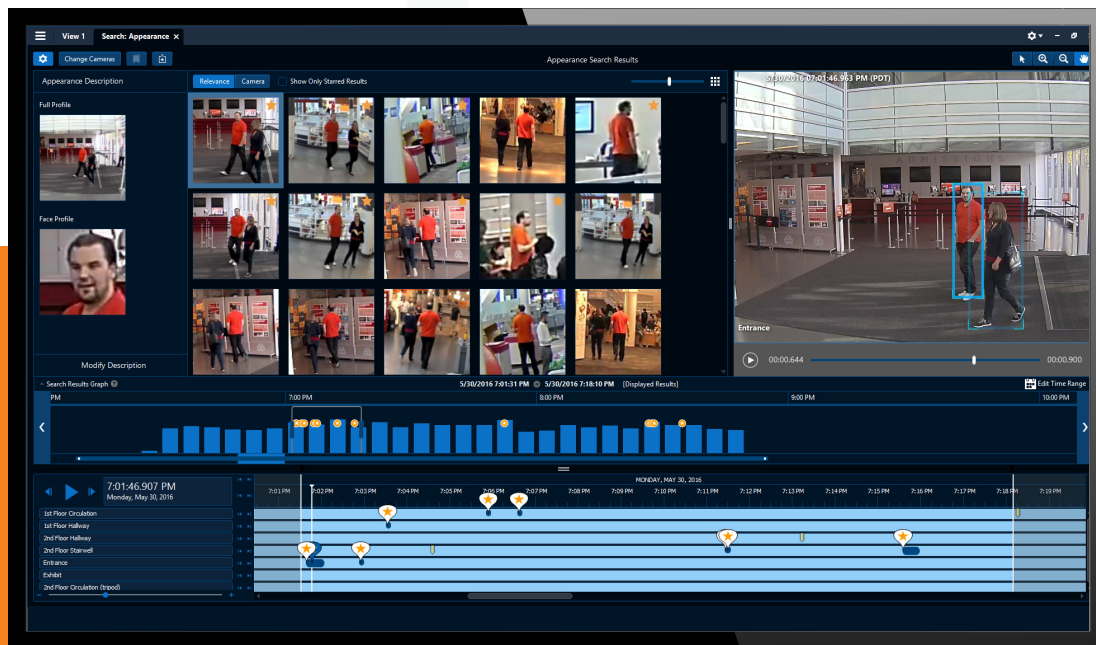 View 1
Search: Appearance ×
Change Cameras
Appearance Search Results
Appearance Description
Relevance
Camera
Show Only Starred Results
Full Profile
Face Profile
Modify Description
5/30/2016 07:01:46.963 PM (PDT)
ADMISSIONS
Entrance
00:00.644
00:00.900
Search Results Graph
5/30/2016 7:01:31 PM
5/30/2016 7:18:10 PM
[Displayed Results]
Edit Time Range
PM
7:00 PM
8:00 PM
9:00 PM
10:00 PM
7:01:46.907 PM
Monday, May 30, 2016
MONDAY, MAY 30, 2016
7:01 PM
7:02 PM
7:03 PM
7:04 PM
7:05 PM
7:06 PM
7:07 PM
7:08 PM
7:09 PM
7:10 PM
7:11 PM
7:12 PM
7:13 PM
7:14 PM
7:15 PM
7:16 PM
7:17 PM
7:18 PM
7:19 PM
1st Floor Circulation
1st Floor Hallway
2nd Floor Hallway
2nd Floor Stairwell
Entrance
Exhibit
2nd Floor Circulation (tripod)